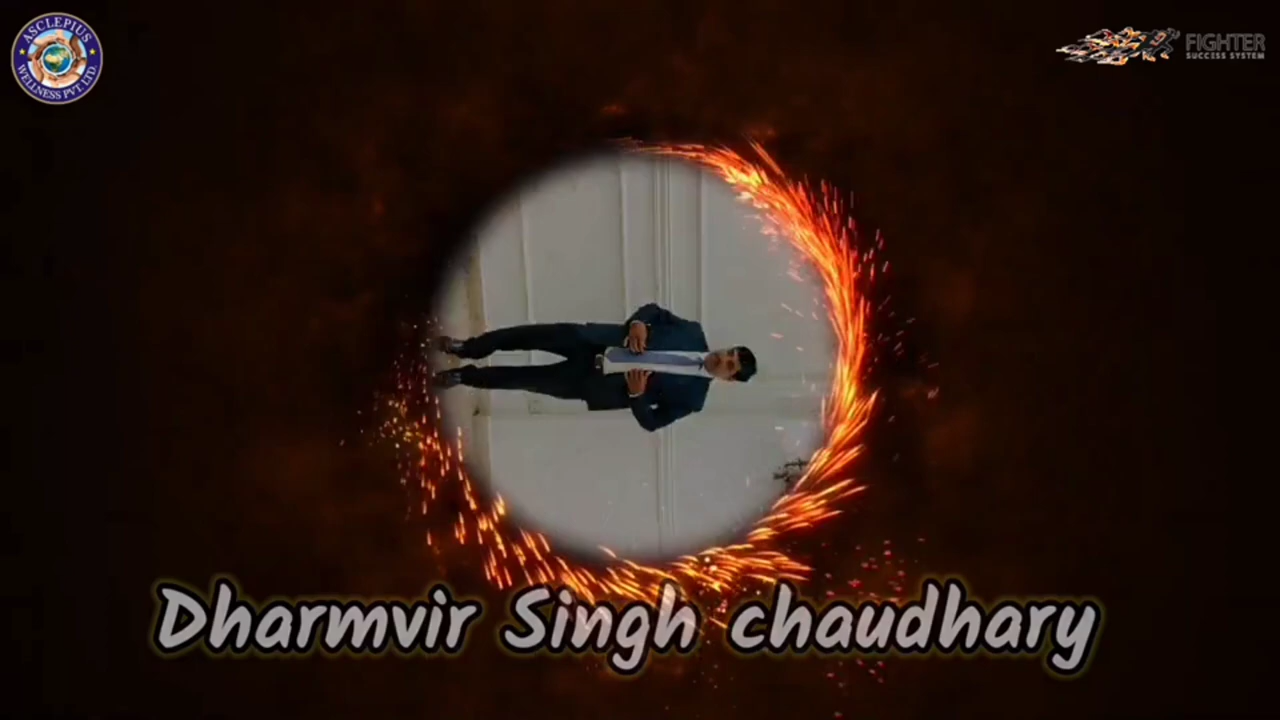 ASCLEPIUS
WELLNESS PVT. LTD.
FIGHTER
SUCCESS SYSTEM
Dharmvir Singh chaudhary